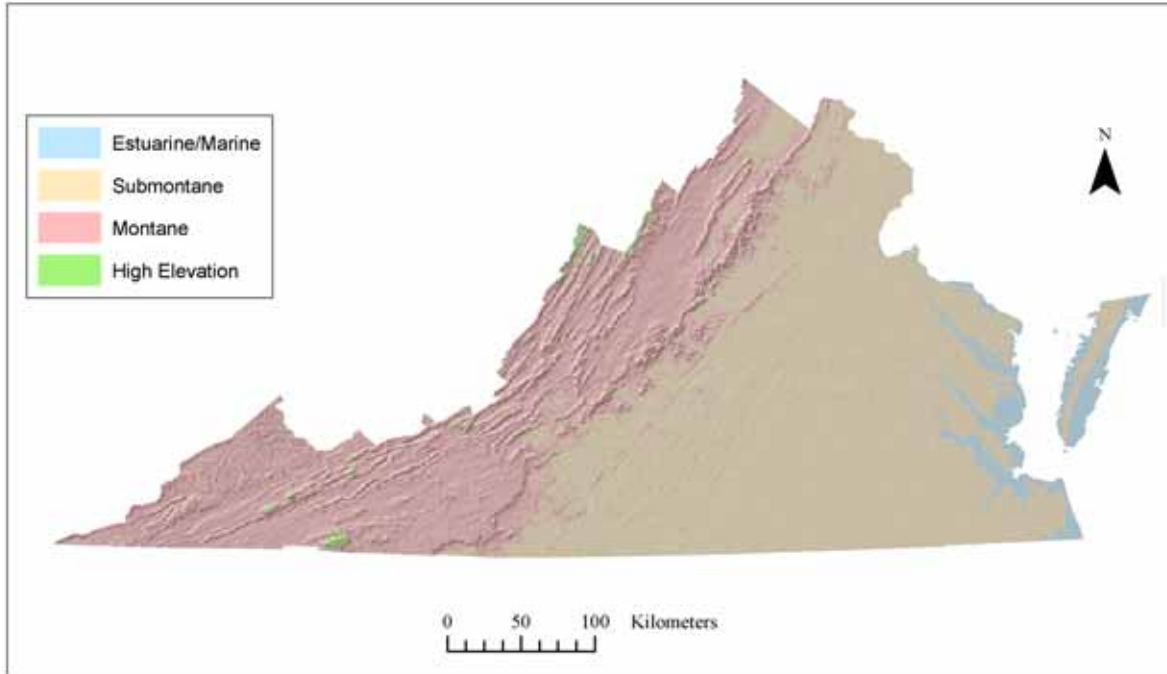 Estuarine/Marine
Submontane
Montane
High Elevation
N
0 50 100 Kilometers